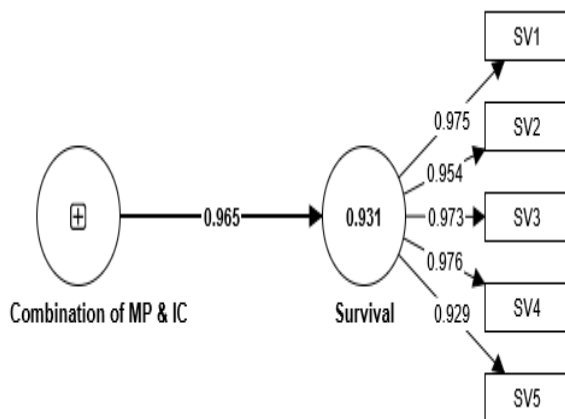 SV1
0.975
SV2
0.954
0.965
0.931
0.973
SV3
0.976
Combination of MP & IC
Survival
SV4
0.929
SV5